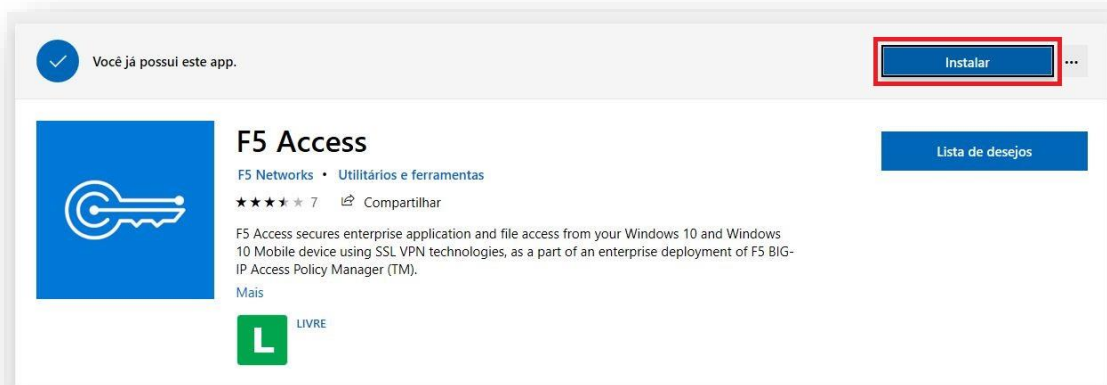 Você já possui este app.
Instalar
...
F5 Access
Lista de desejos
F5 Networks • Utilitários e ferramentas
7 Compartilhar
F5 Access secures enterprise application and file access from your Windows 10 and Windows
10 Mobile device using SSL VPN technologies, as a part of an enterprise deployment of F5 BIG-
IP Access Policy Manager (TM).
Mais
L LIVRE